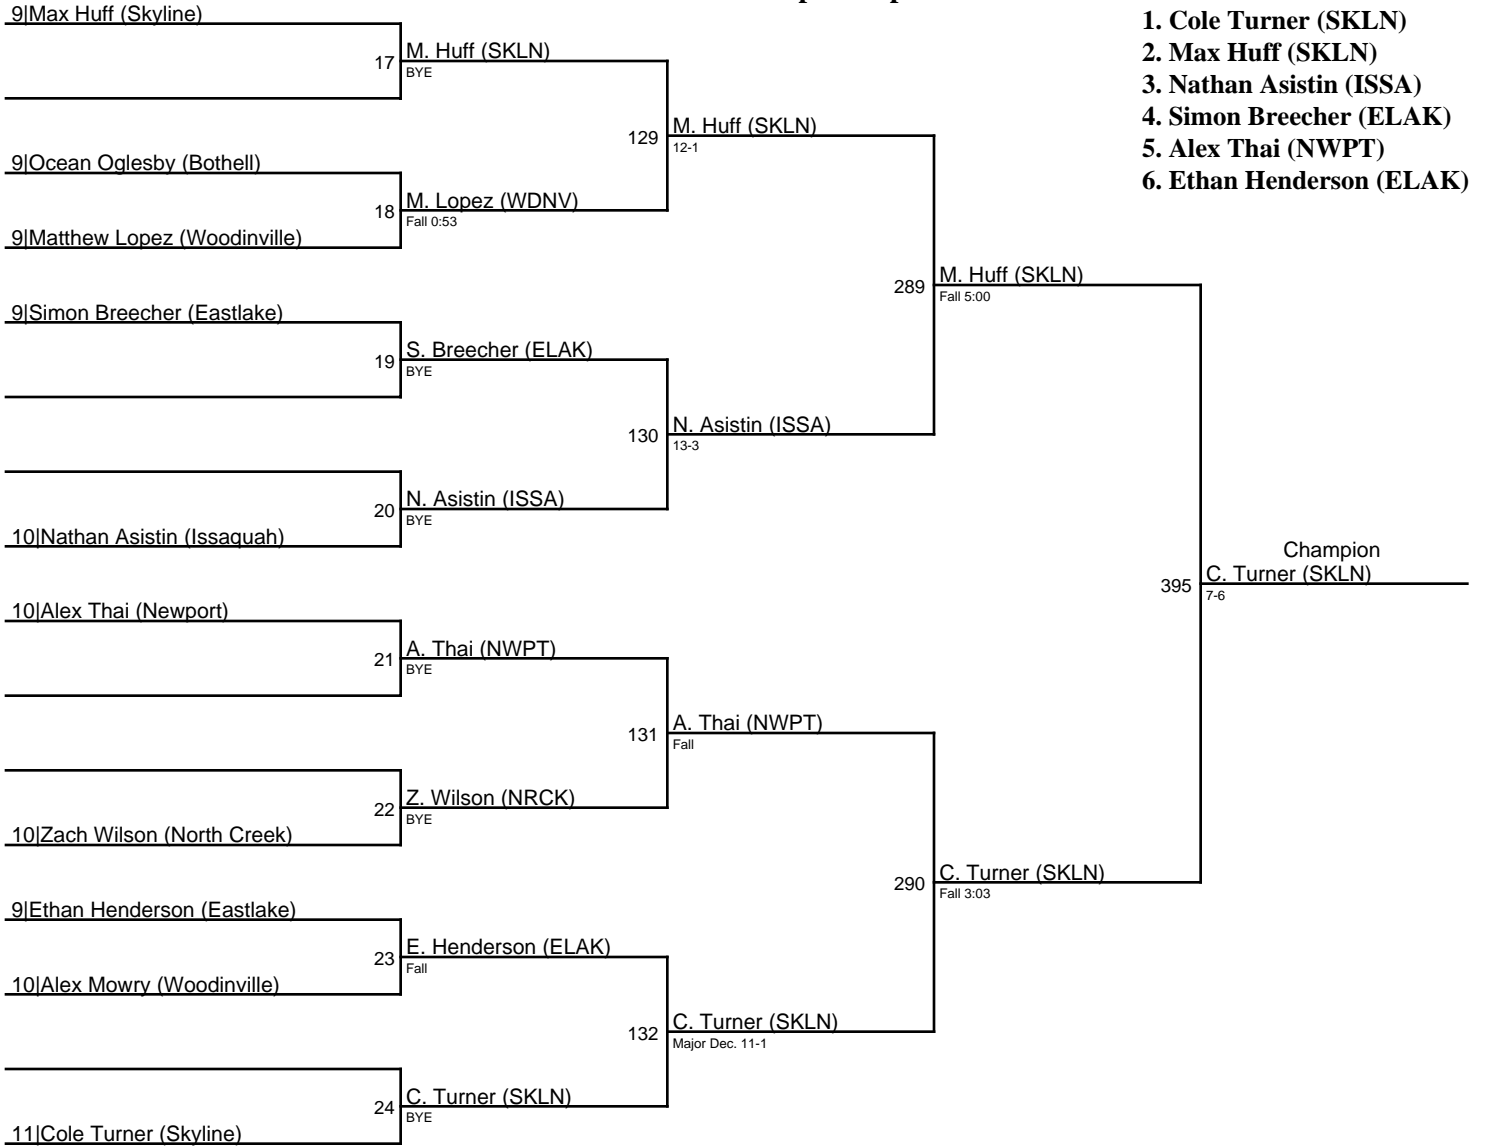 9|Max Huff (Skyline)
17
M. Huff (SKLN)
BYE
129
M. Huff (SKLN)
12-1
9|Ocean Oglesby (Bothell)
18
M. Lopez (WDNV)
Fall 0:53
9|Matthew Lopez (Woodinville)
289
M. Huff (SKLN)
Fall 5:00
9|Simon Breecher (Eastlake)
19
S. Breecher (ELAK)
BYE
130
N. Asistin (ISSA)
13-3
20
N. Asistin (ISSA)
BYE
10|Nathan Asistin (Issaquah)
Champion
395
C. Turner (SKLN)
7-6
10|Alex Thai (Newport)
21
A. Thai (NWPT)
BYE
131
A. Thai (NWPT)
Fall
22
Z. Wilson (NRCK)
BYE
10|Zach Wilson (North Creek)
290
C. Turner (SKLN)
Fall 3:03
9|Ethan Henderson (Eastlake)
23
E. Henderson (ELAK)
Fall
10|Alex Mowry (Woodinville)
132
C. Turner (SKLN)
Major Dec. 11-1
24
C. Turner (SKLN)
BYE
11|Cole Turner (Skyline)
1. Cole Turner (SKLN)
2. Max Huff (SKLN)
3. Nathan Asistin (ISSA)
4. Simon Breecher (ELAK)
5. Alex Thai (NWPT)
6. Ethan Henderson (ELAK)